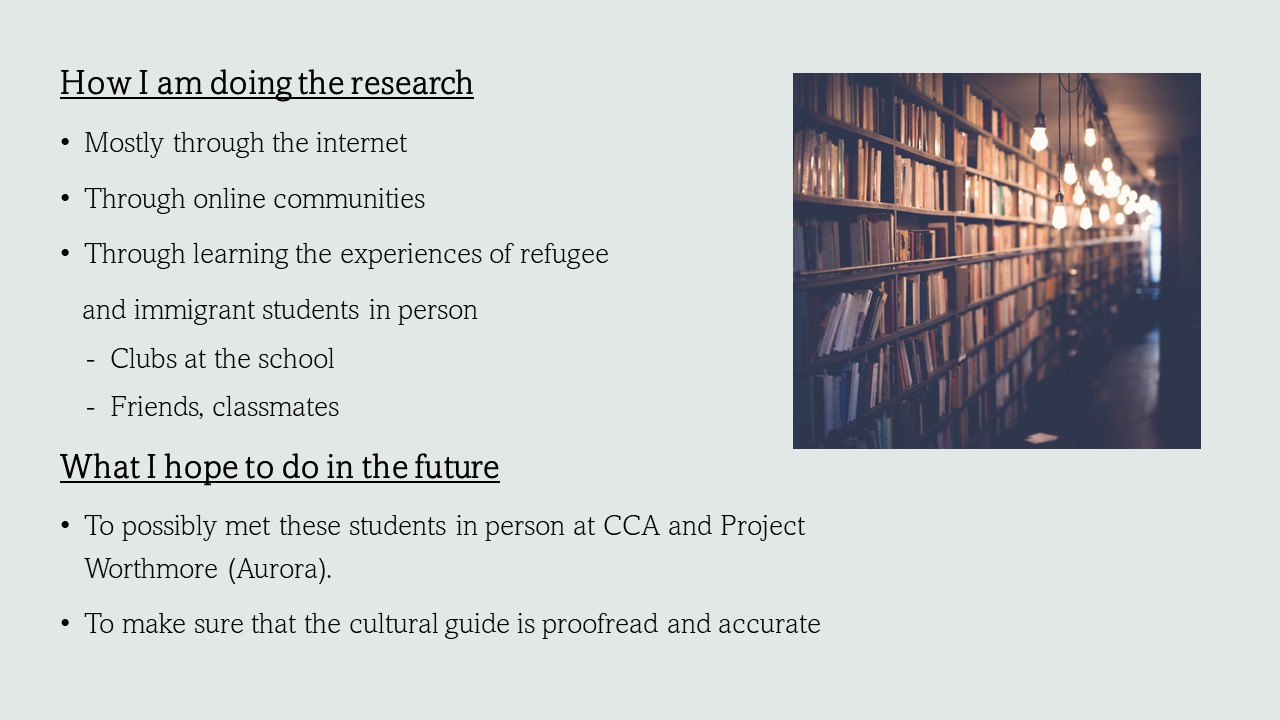 How I am doing the research
• Mostly through the internet
• Through online communities
• Through learning the experiences of refugee
and immigrant students in person
- Clubs at the school
- Friends, classmates
What I hope to do in the future
• To possibly met these students in person at CCA and Project
Worthmore (Aurora).
• To make sure that the cultural guide is proofread and accurate